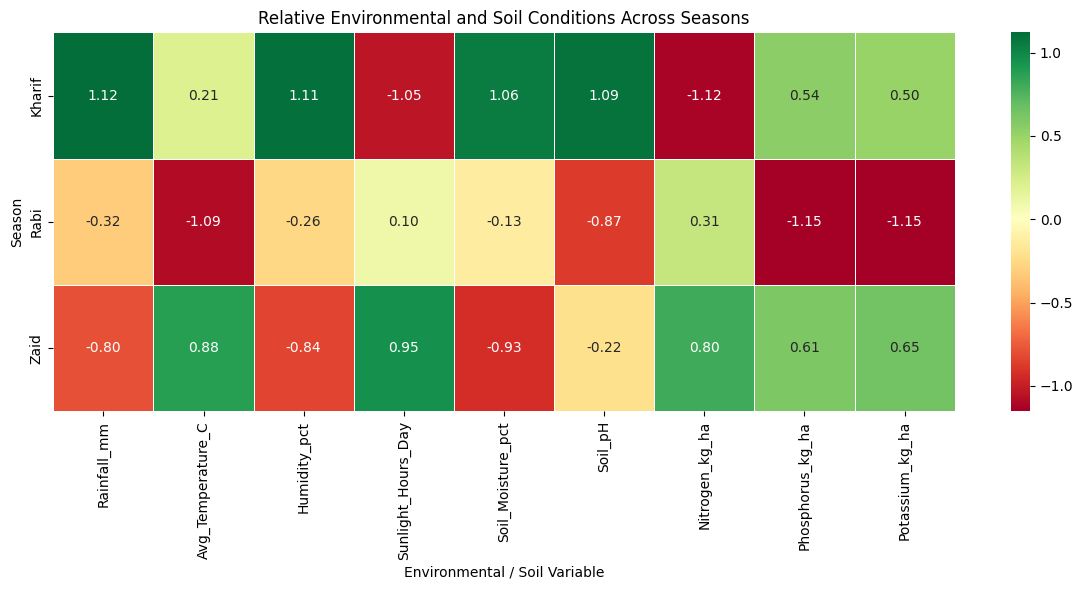 Relative Environmental and Soil Conditions Across Seasons
Season
Kharif
1.12 0.21 1.11 -1.05 1.06 1.09 -1.12 0.54 0.50
Rabi
-0.32 -1.09 -0.26 0.10 -0.13 -0.87 0.31 -1.15 -1.15
Zaid
-0.80 0.88 -0.84 0.95 -0.93 -0.22 0.80 0.61 0.65
Rainfall_mm
Avg_Temperature_C
Humidity_pct
Sunlight_Hours_Day
Soil_Moisture_pct
Soil_pH
Nitrogen_kg_ha
Phosphorus_kg_ha
Potassium_kg_ha
Environmental / Soil Variable
1.0
0.5
0.0
−0.5
−1.0